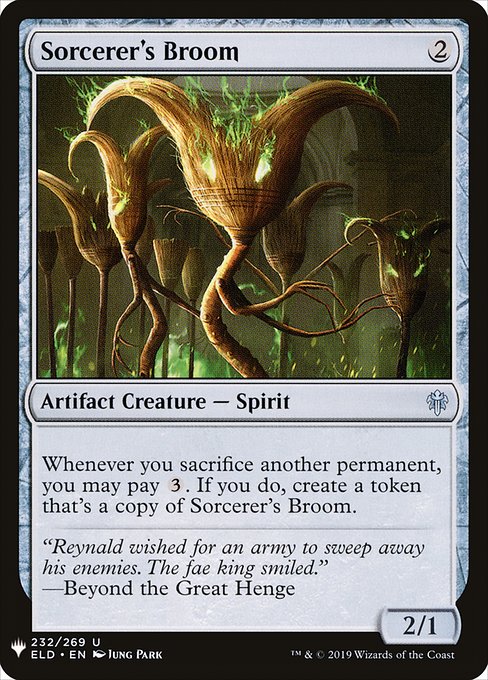 Sorcerer's Broom 2
Artifact Creature — Spirit
Whenever you sacrifice another permanent,
you may pay 3. If you do, create a token
that's a copy of Sorcerer's Broom.
"Reynald wished for an army to sweep away
his enemies. The fae king smiled."
—Beyond the Great Henge
2/1
232/269 U
ELD • EN Jung Park
™ & © 2019 Wizards of the Coast